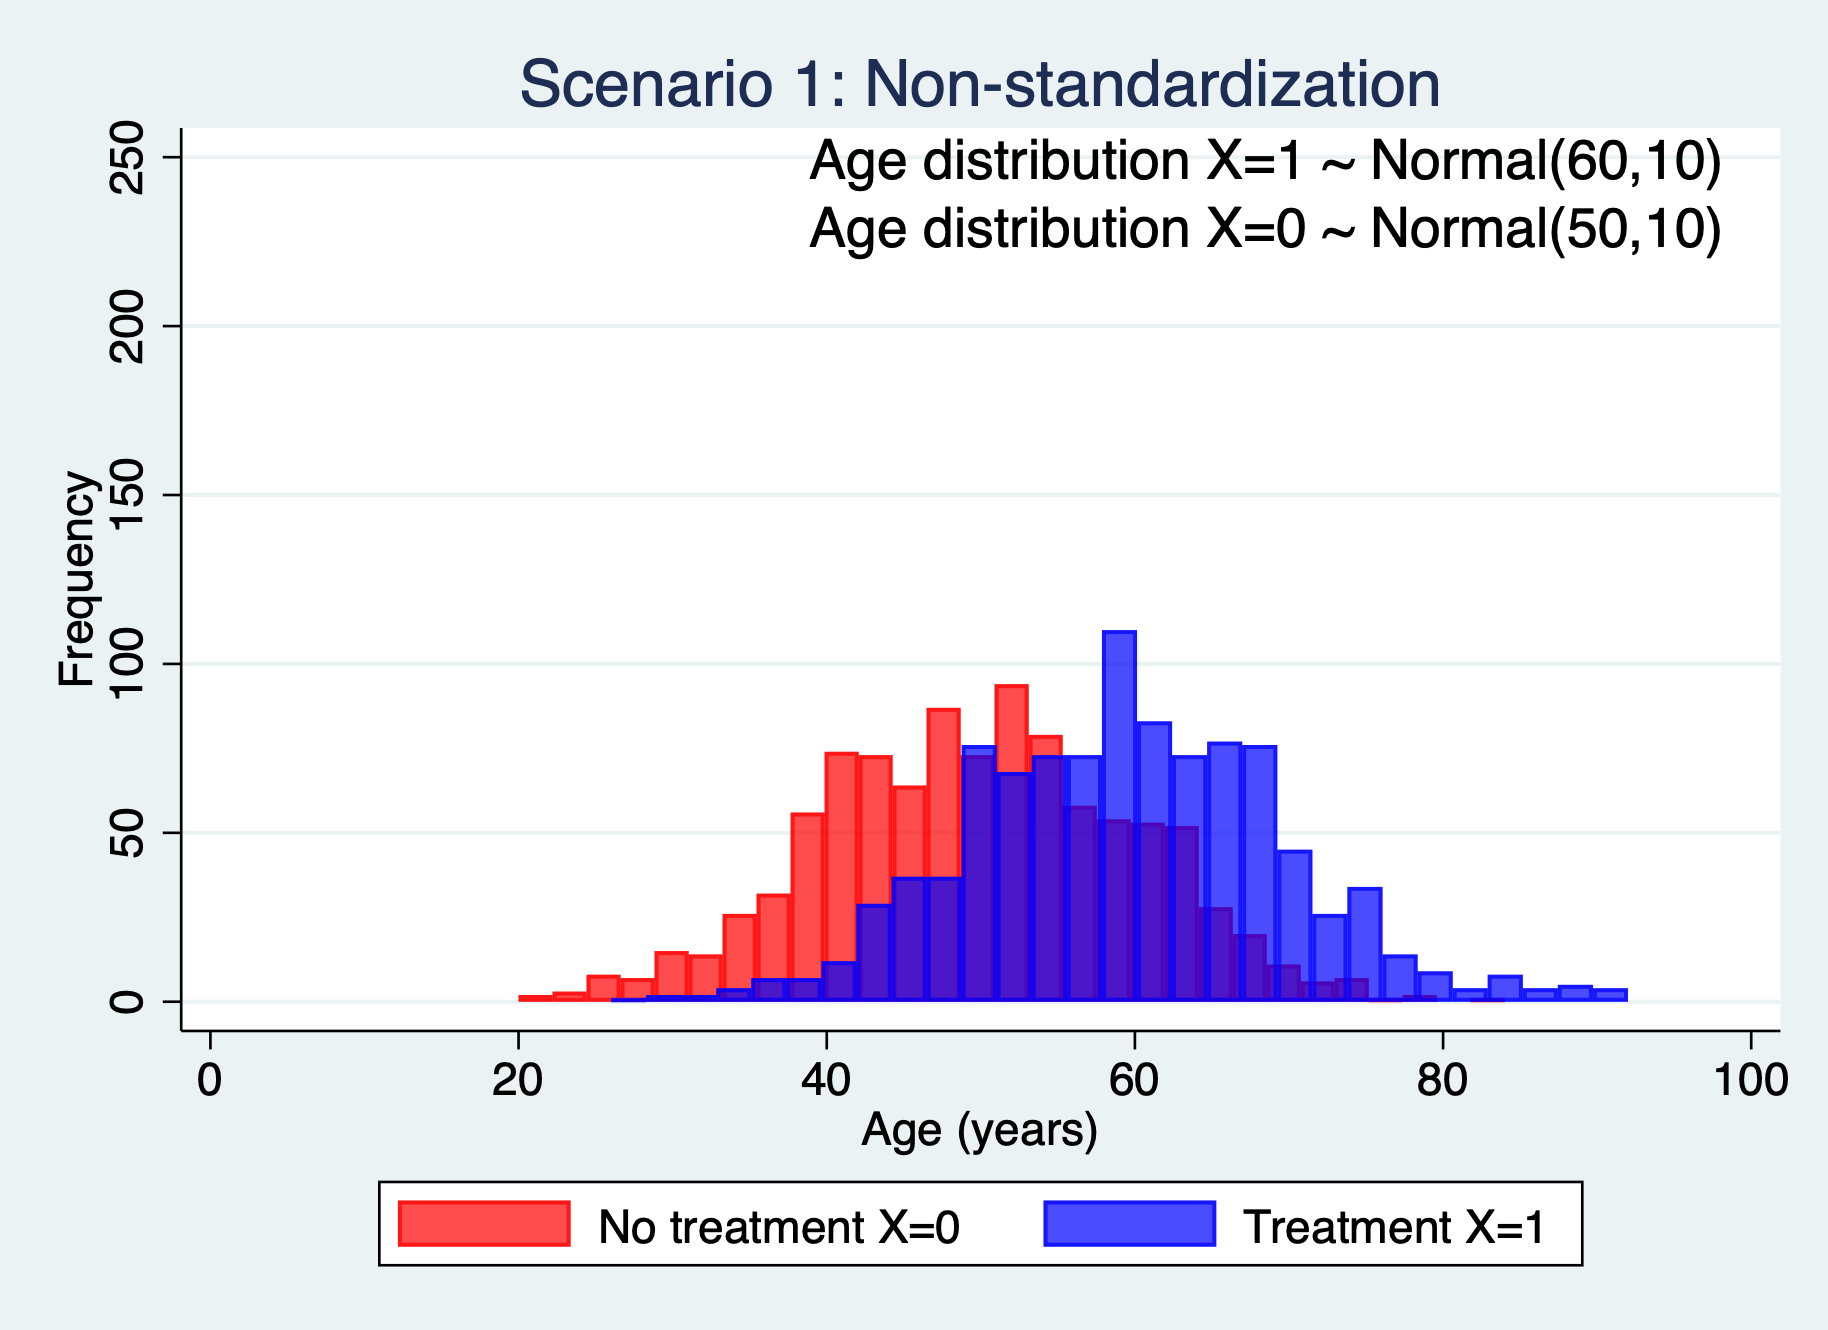 Scenario 1: Non-standardization
Age distribution X=1 ~ Normal(60,10)
Age distribution X=0 ~ Normal(50,10)
Frequency
250
200
150
100
50
0
0 20 40 60 80 100
Age (years)
No treatment X=0 Treatment X=1